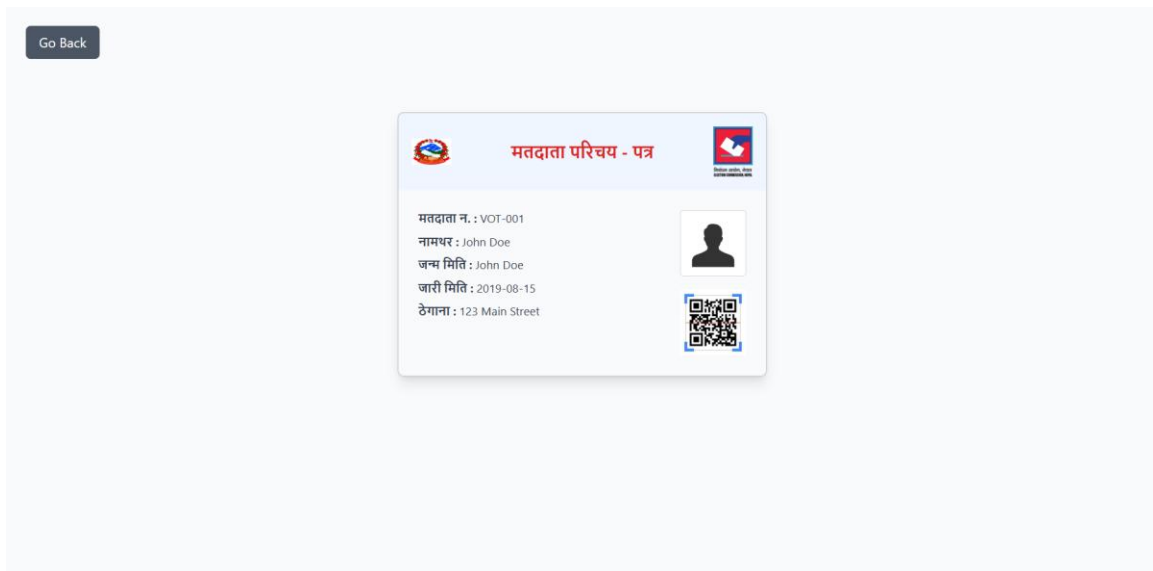 Go Back
मतदाता परिचय - पत्र
मतदाता न. : VOT-001
नामथर : John Doe
जन्म मिति : John Doe
जारी मिति : 2019-08-15
ठेगाना : 123 Main Street